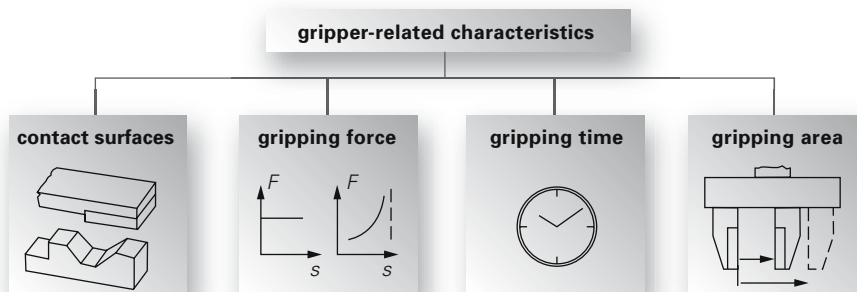 gripper-related characteristics
contact surfaces
gripping force
gripping time
gripping area
F
F
s
s